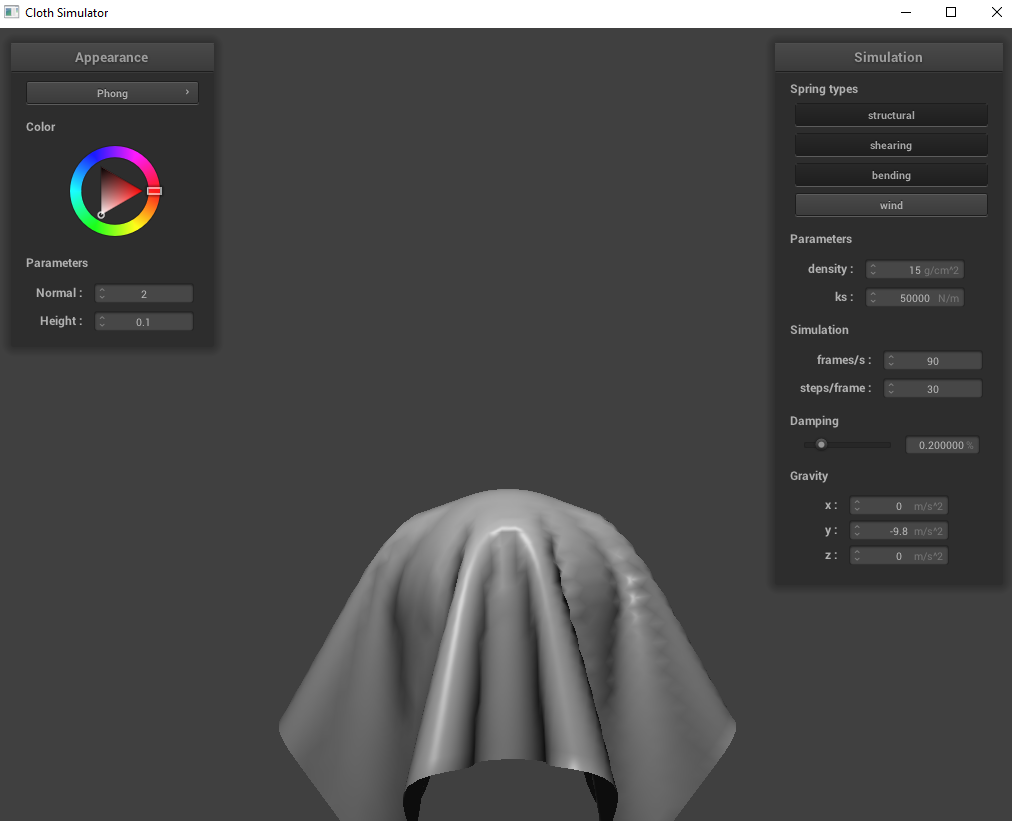 Cloth Simulator
Appearance
Phong
Color
Parameters
Normal : 2
Height : 0.1
Simulation
Spring types
structural
shearing
bending
wind
Parameters
density : 15 g/cm^2
ks : 50000 N/m
Simulation
frames/s : 90
steps/frame : 30
Damping
0.200000 %
Gravity
x : 0 m/s^2
y : -9.8 m/s^2
z : 0 m/s^2